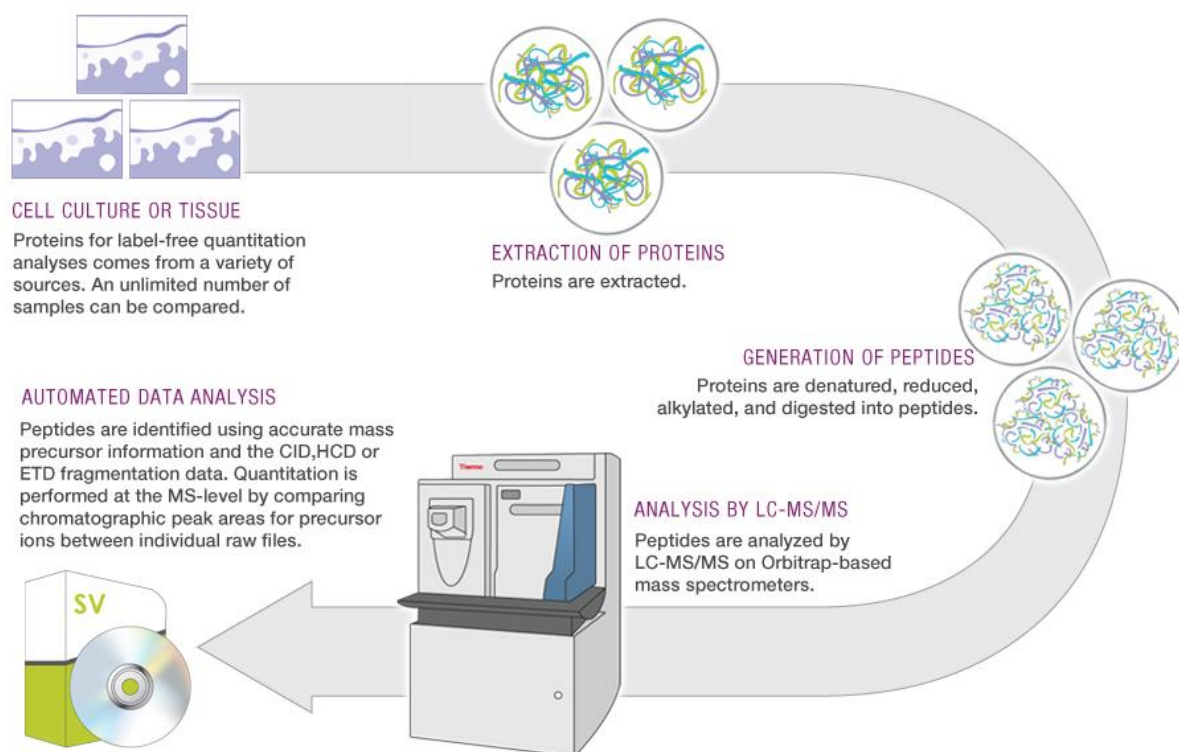 CELL CULTURE OR TISSUE
Proteins for label-free quantitation
analyses comes from a variety of
sources. An unlimited number of
samples can be compared.
EXTRACTION OF PROTEINS
Proteins are extracted.
GENERATION OF PEPTIDES
Proteins are denatured, reduced,
alkylated, and digested into peptides.
ANALYSIS BY LC-MS/MS
Peptides are analyzed by
LC-MS/MS on Orbitrap-based
mass spectrometers.
Thermo
AUTOMATED DATA ANALYSIS
Peptides are identified using accurate mass
precursor information and the CID,HCD or
ETD fragmentation data. Quantitation is
performed at the MS-level by comparing
chromatographic peak areas for precursor
ions between individual raw files.
SV